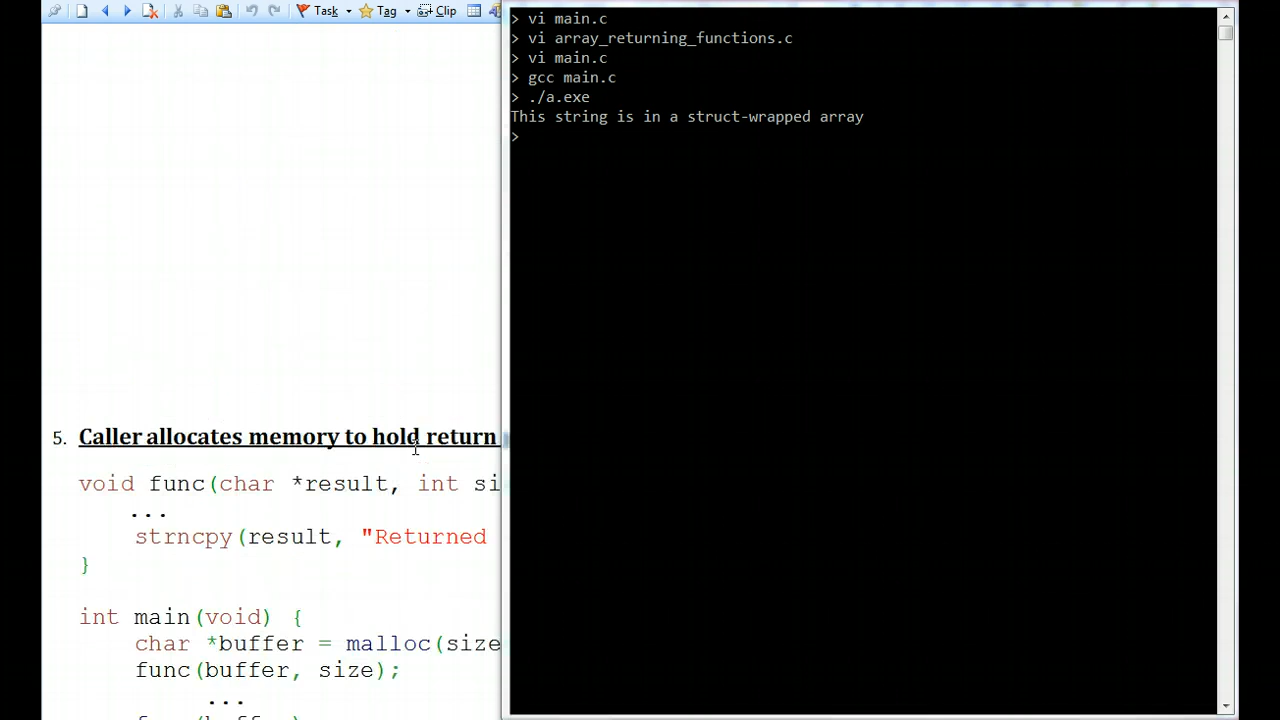 Task
Tag
Clip
> vi main.c
> vi array_returning_functions.c
> vi main.c
> gcc main.c
> ./a.exe
This string is in a struct-wrapped array
>
5. Caller allocates memory to hold return
void func(char *result, int si
...
strncpy(result, "Returned
}
int main(void) {
char *buffer = malloc(size
func(buffer, size);
...